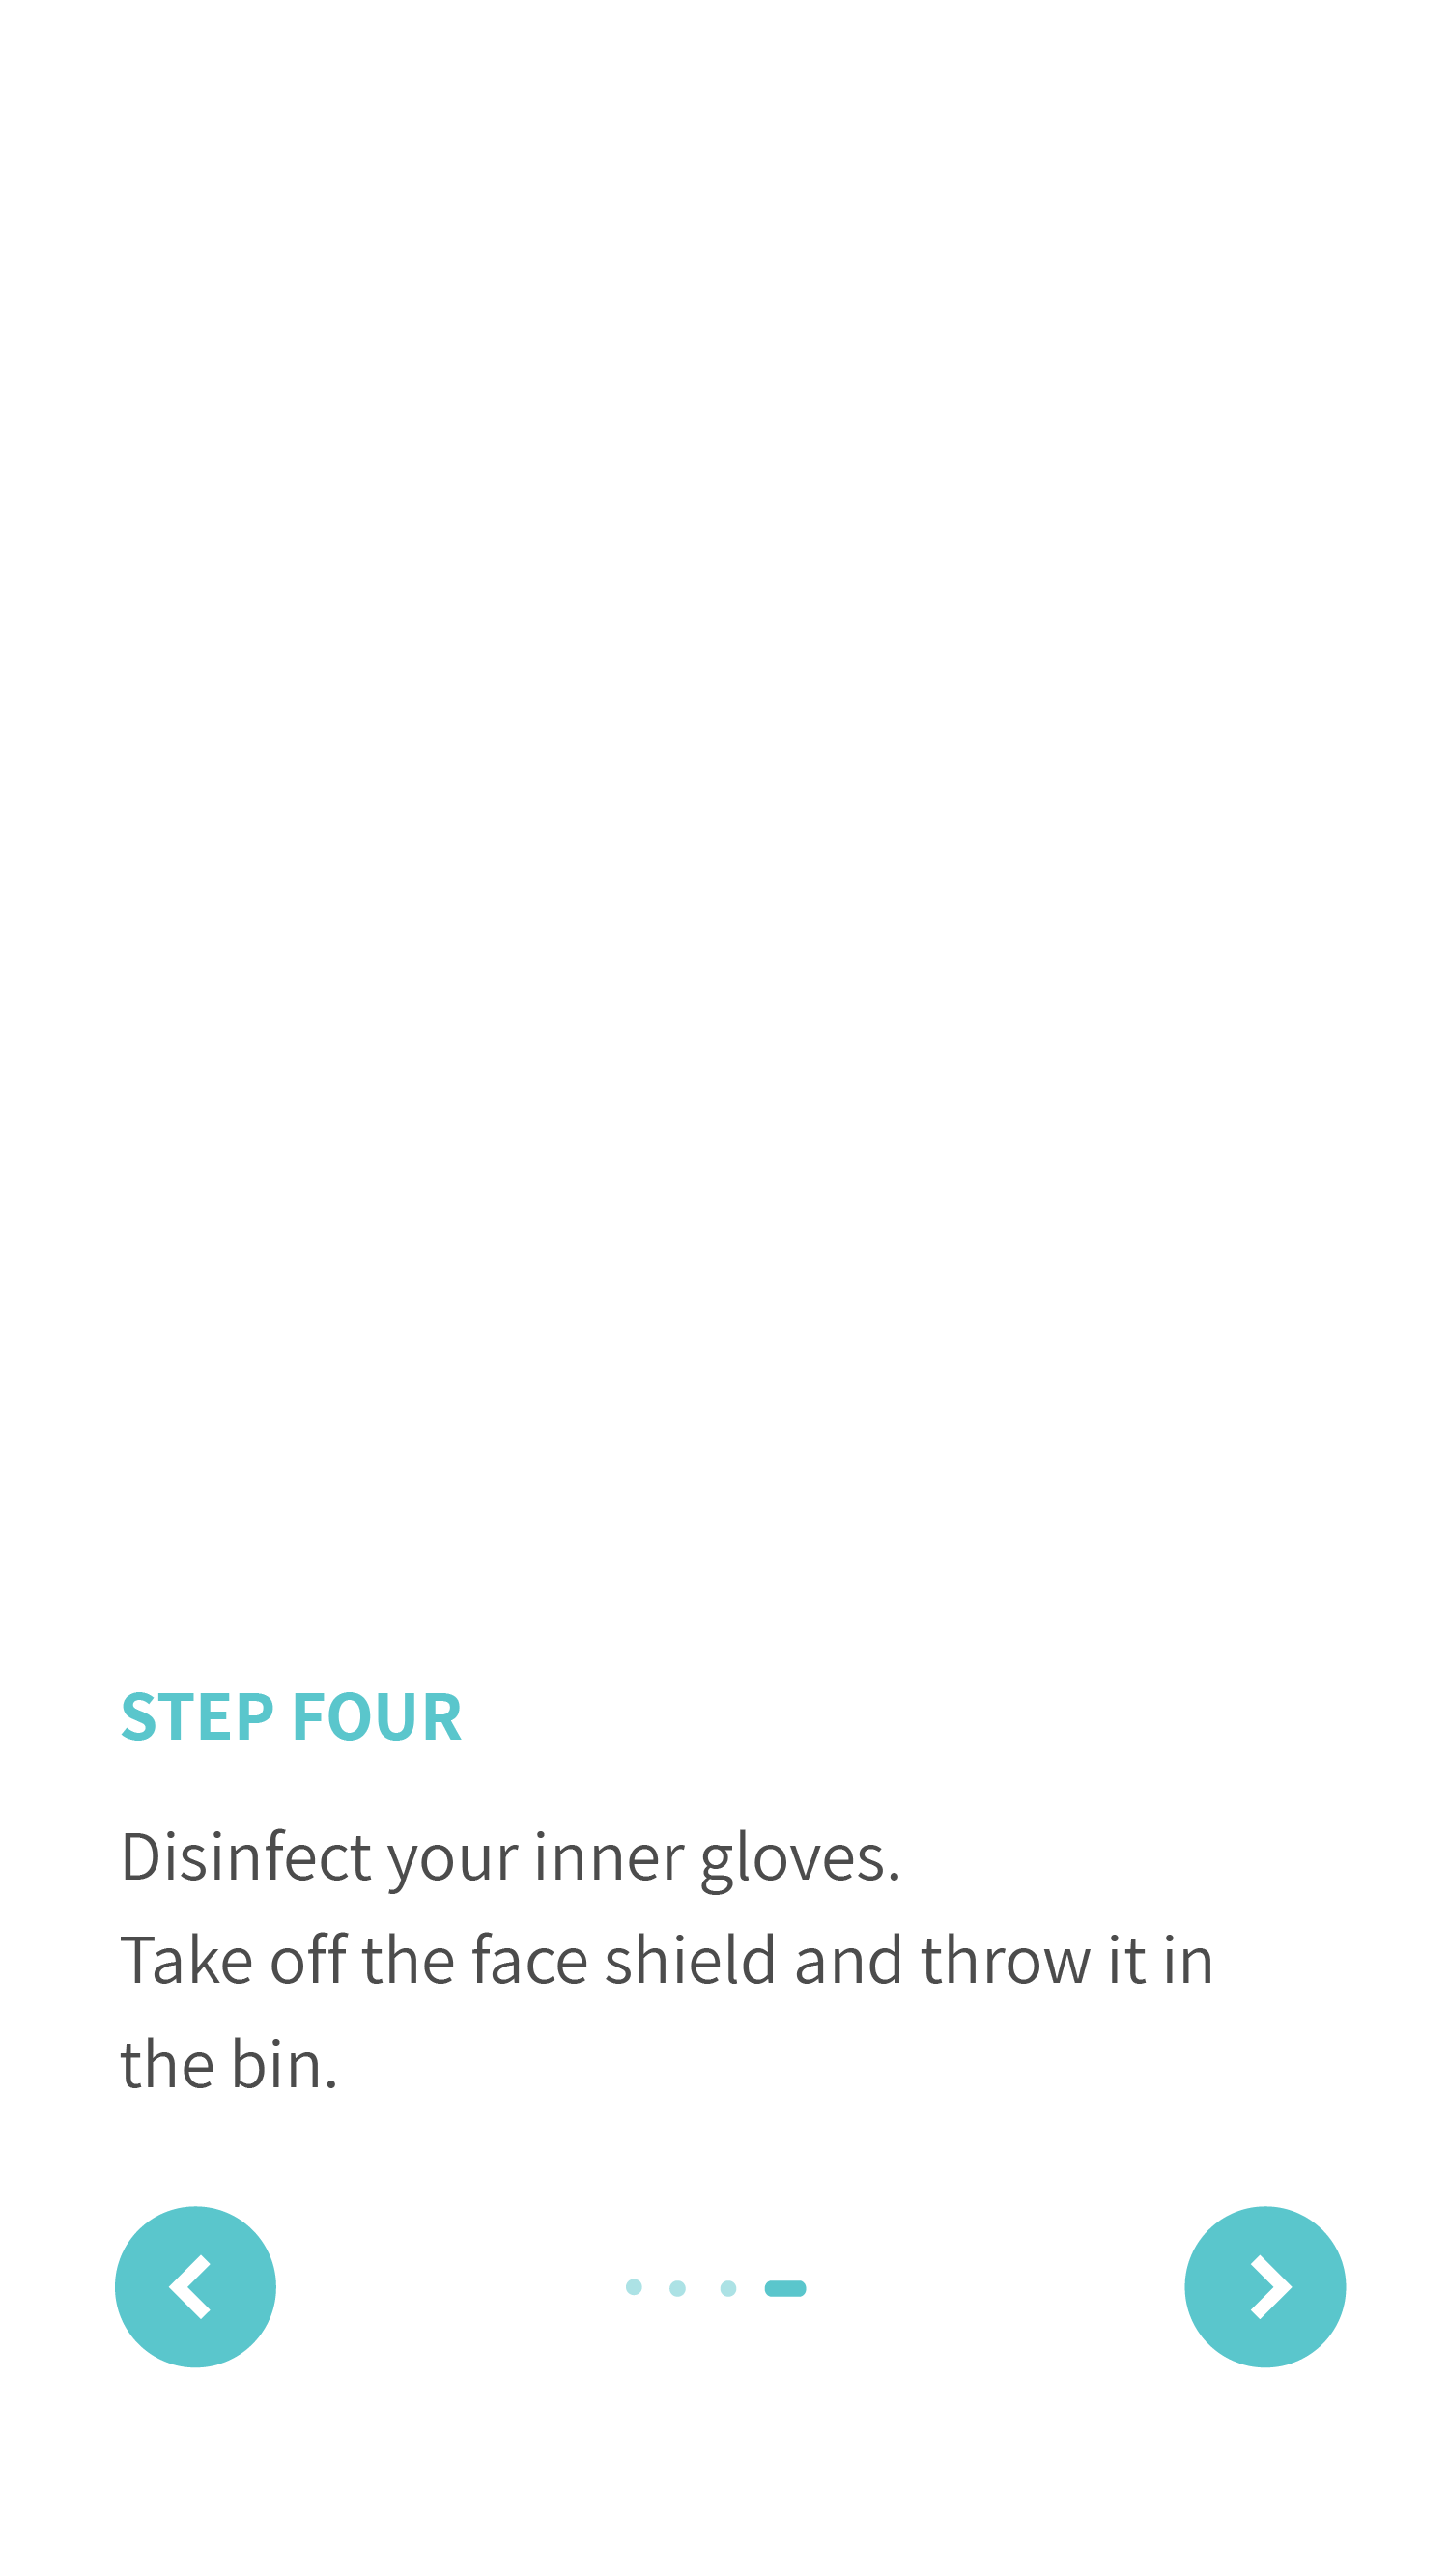 STEP FOUR
Disinfect your inner gloves.
Take off the face shield and throw it in
the bin.